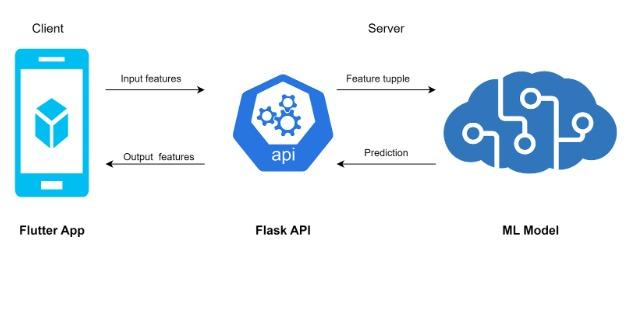 Client
Server
Input features
Feature tupple
api
Output  features
Prediction
Flutter App
Flask API
ML Model